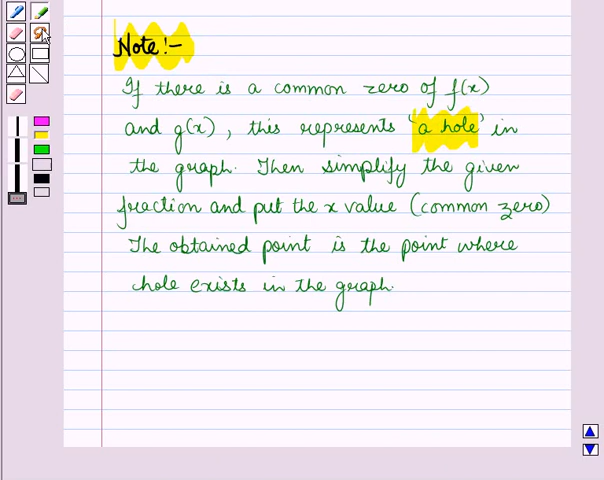 Note:-
If there is a common zero of f(x)
and g(x), this represents 'a hole' in
the graph. Then simplify the given
fraction and put the x value (common zero)
The obtained point is the point where
hole exists in the graph.